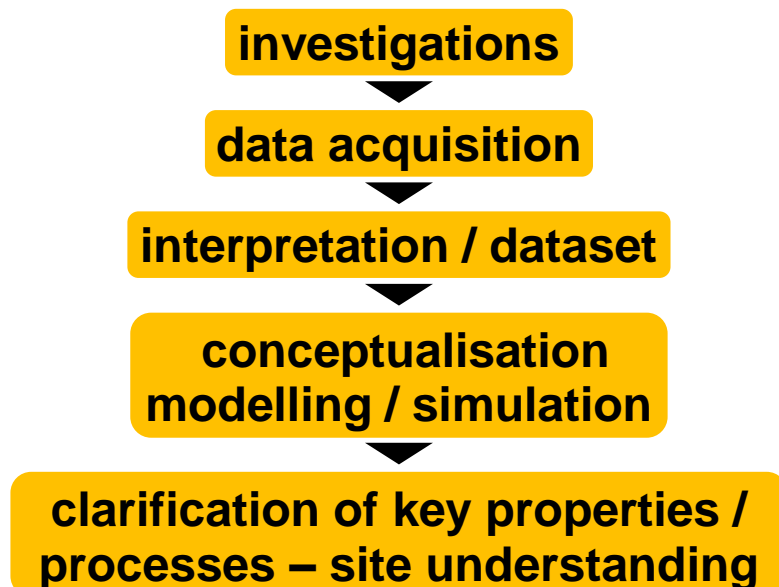 investigations
data acquisition
interpretation / dataset
conceptualisation
modelling / simulation
clarification of key properties /
processes – site understanding